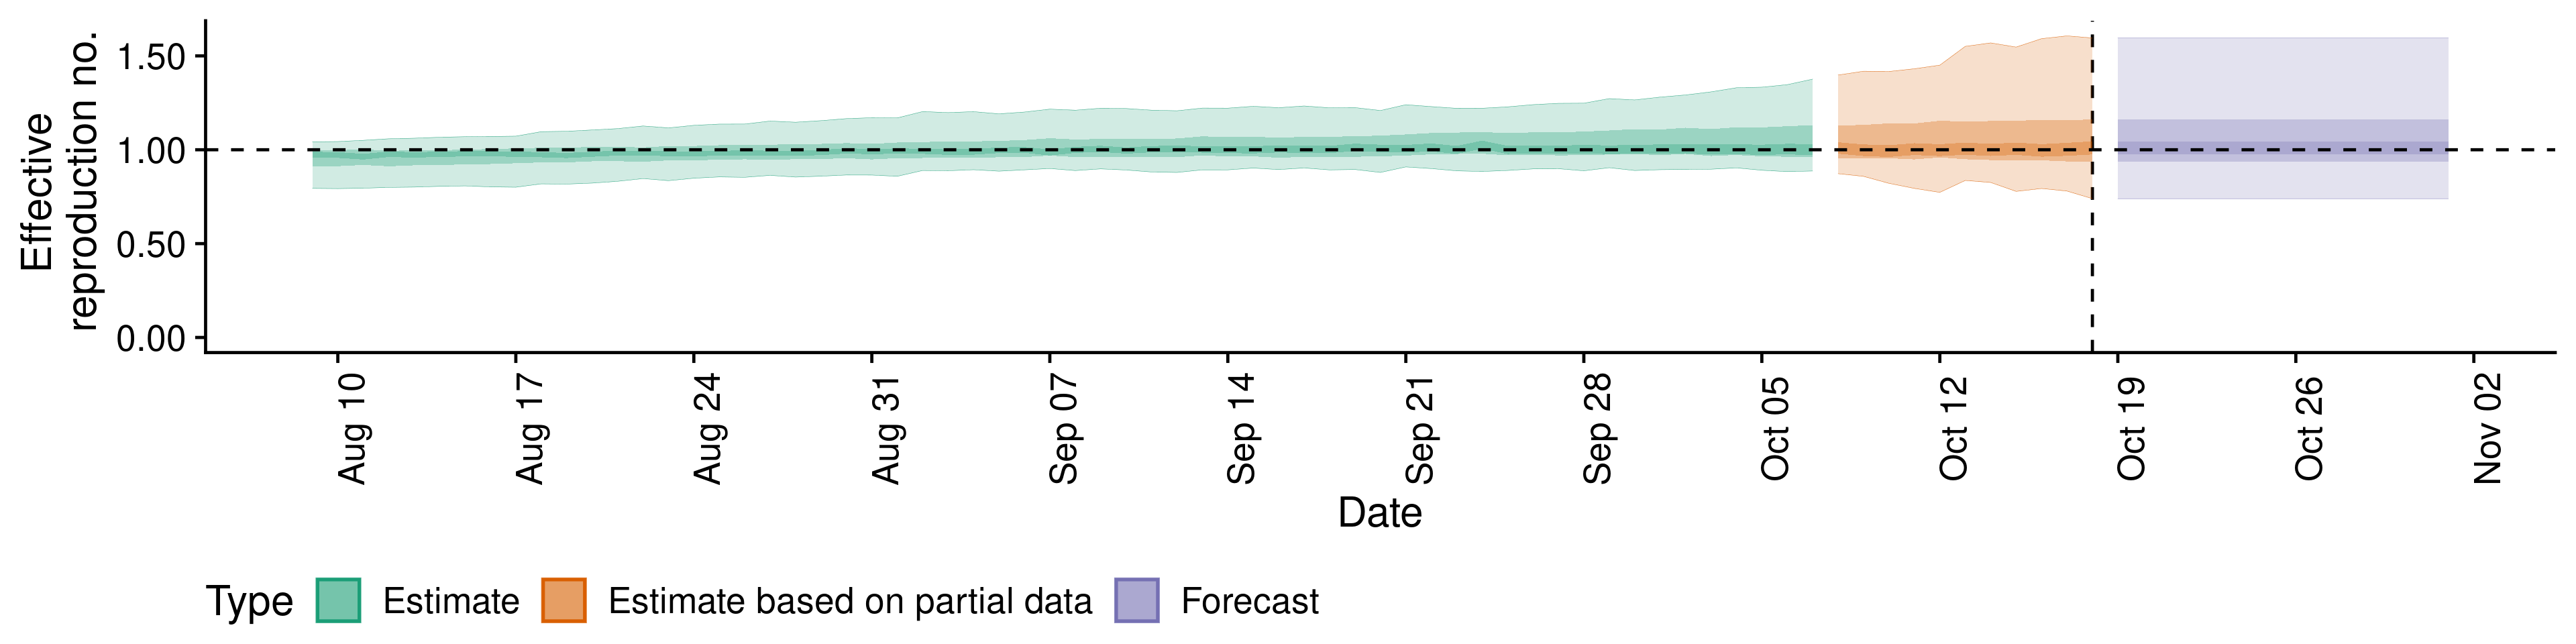 Effective
reproduction no.
1.50
1.00
0.50
0.00
Aug 10
Aug 17
Aug 24
Aug 31
Sep 07
Sep 14
Sep 21
Sep 28
Oct 05
Oct 12
Oct 19
Oct 26
Nov 02
Date
Type Estimate Estimate based on partial data Forecast